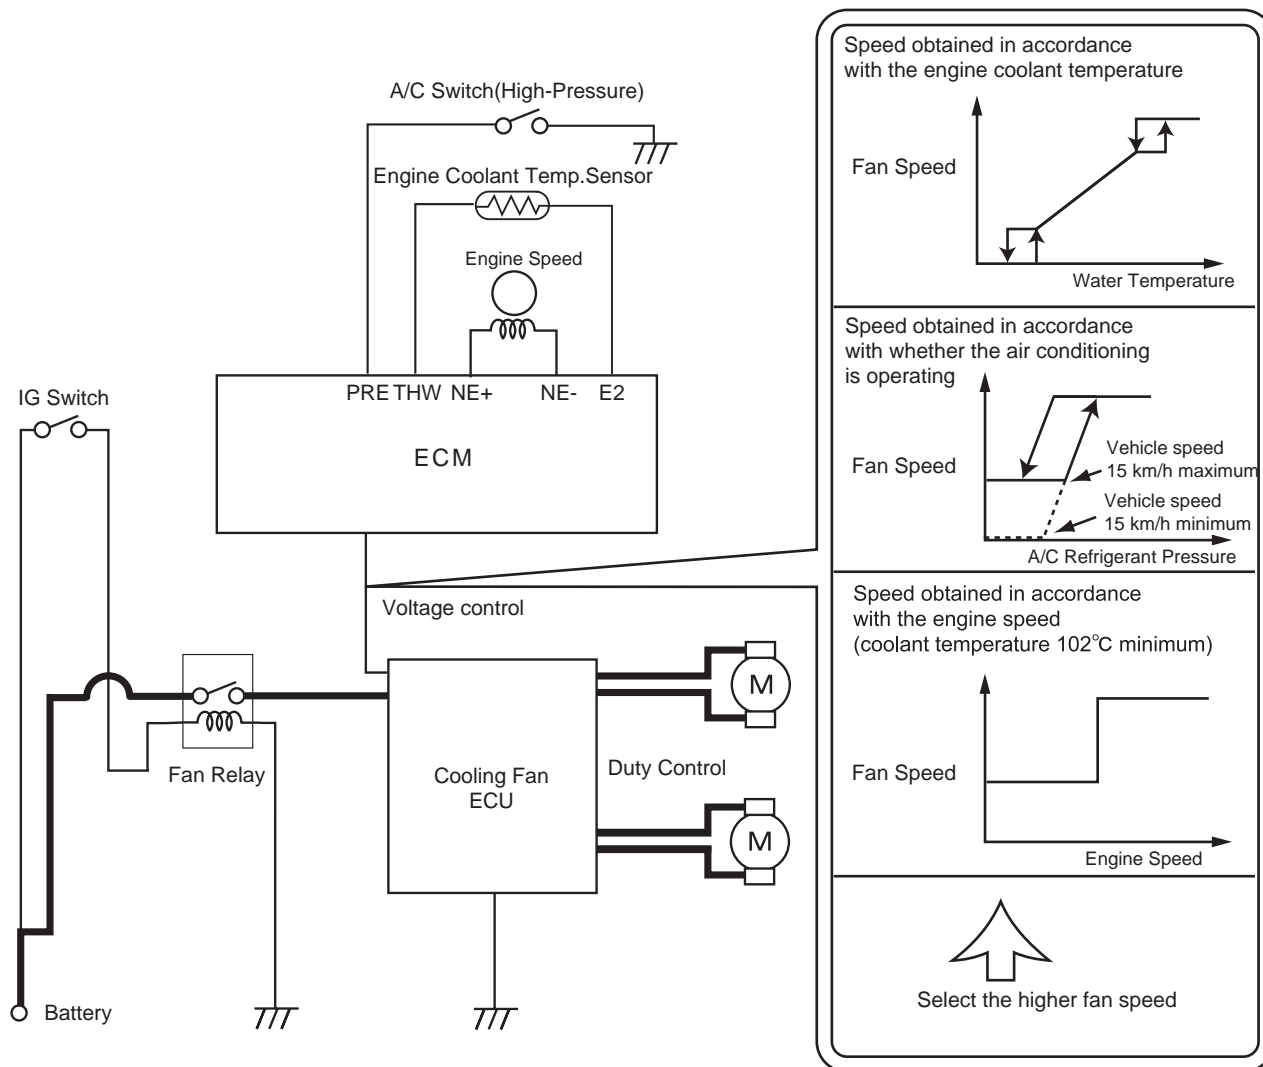 A/C Switch(High-Pressure)
Engine Coolant Temp.Sensor
Engine Speed
PRE THW NE+ NE- E2
ECM
IG Switch
Voltage control
Fan Relay
Cooling Fan
ECU
Duty Control
M
M
Battery
Speed obtained in accordance
with the engine coolant temperature
Fan Speed
Water Temperature
Speed obtained in accordance
with whether the air conditioning
is operating
Fan Speed
Vehicle speed
15 km/h maximum
Vehicle speed
15 km/h minimum
A/C Refrigerant Pressure
Speed obtained in accordance
with the engine speed
(coolant temperature 102°C minimum)
Fan Speed
Engine Speed
Select the higher fan speed